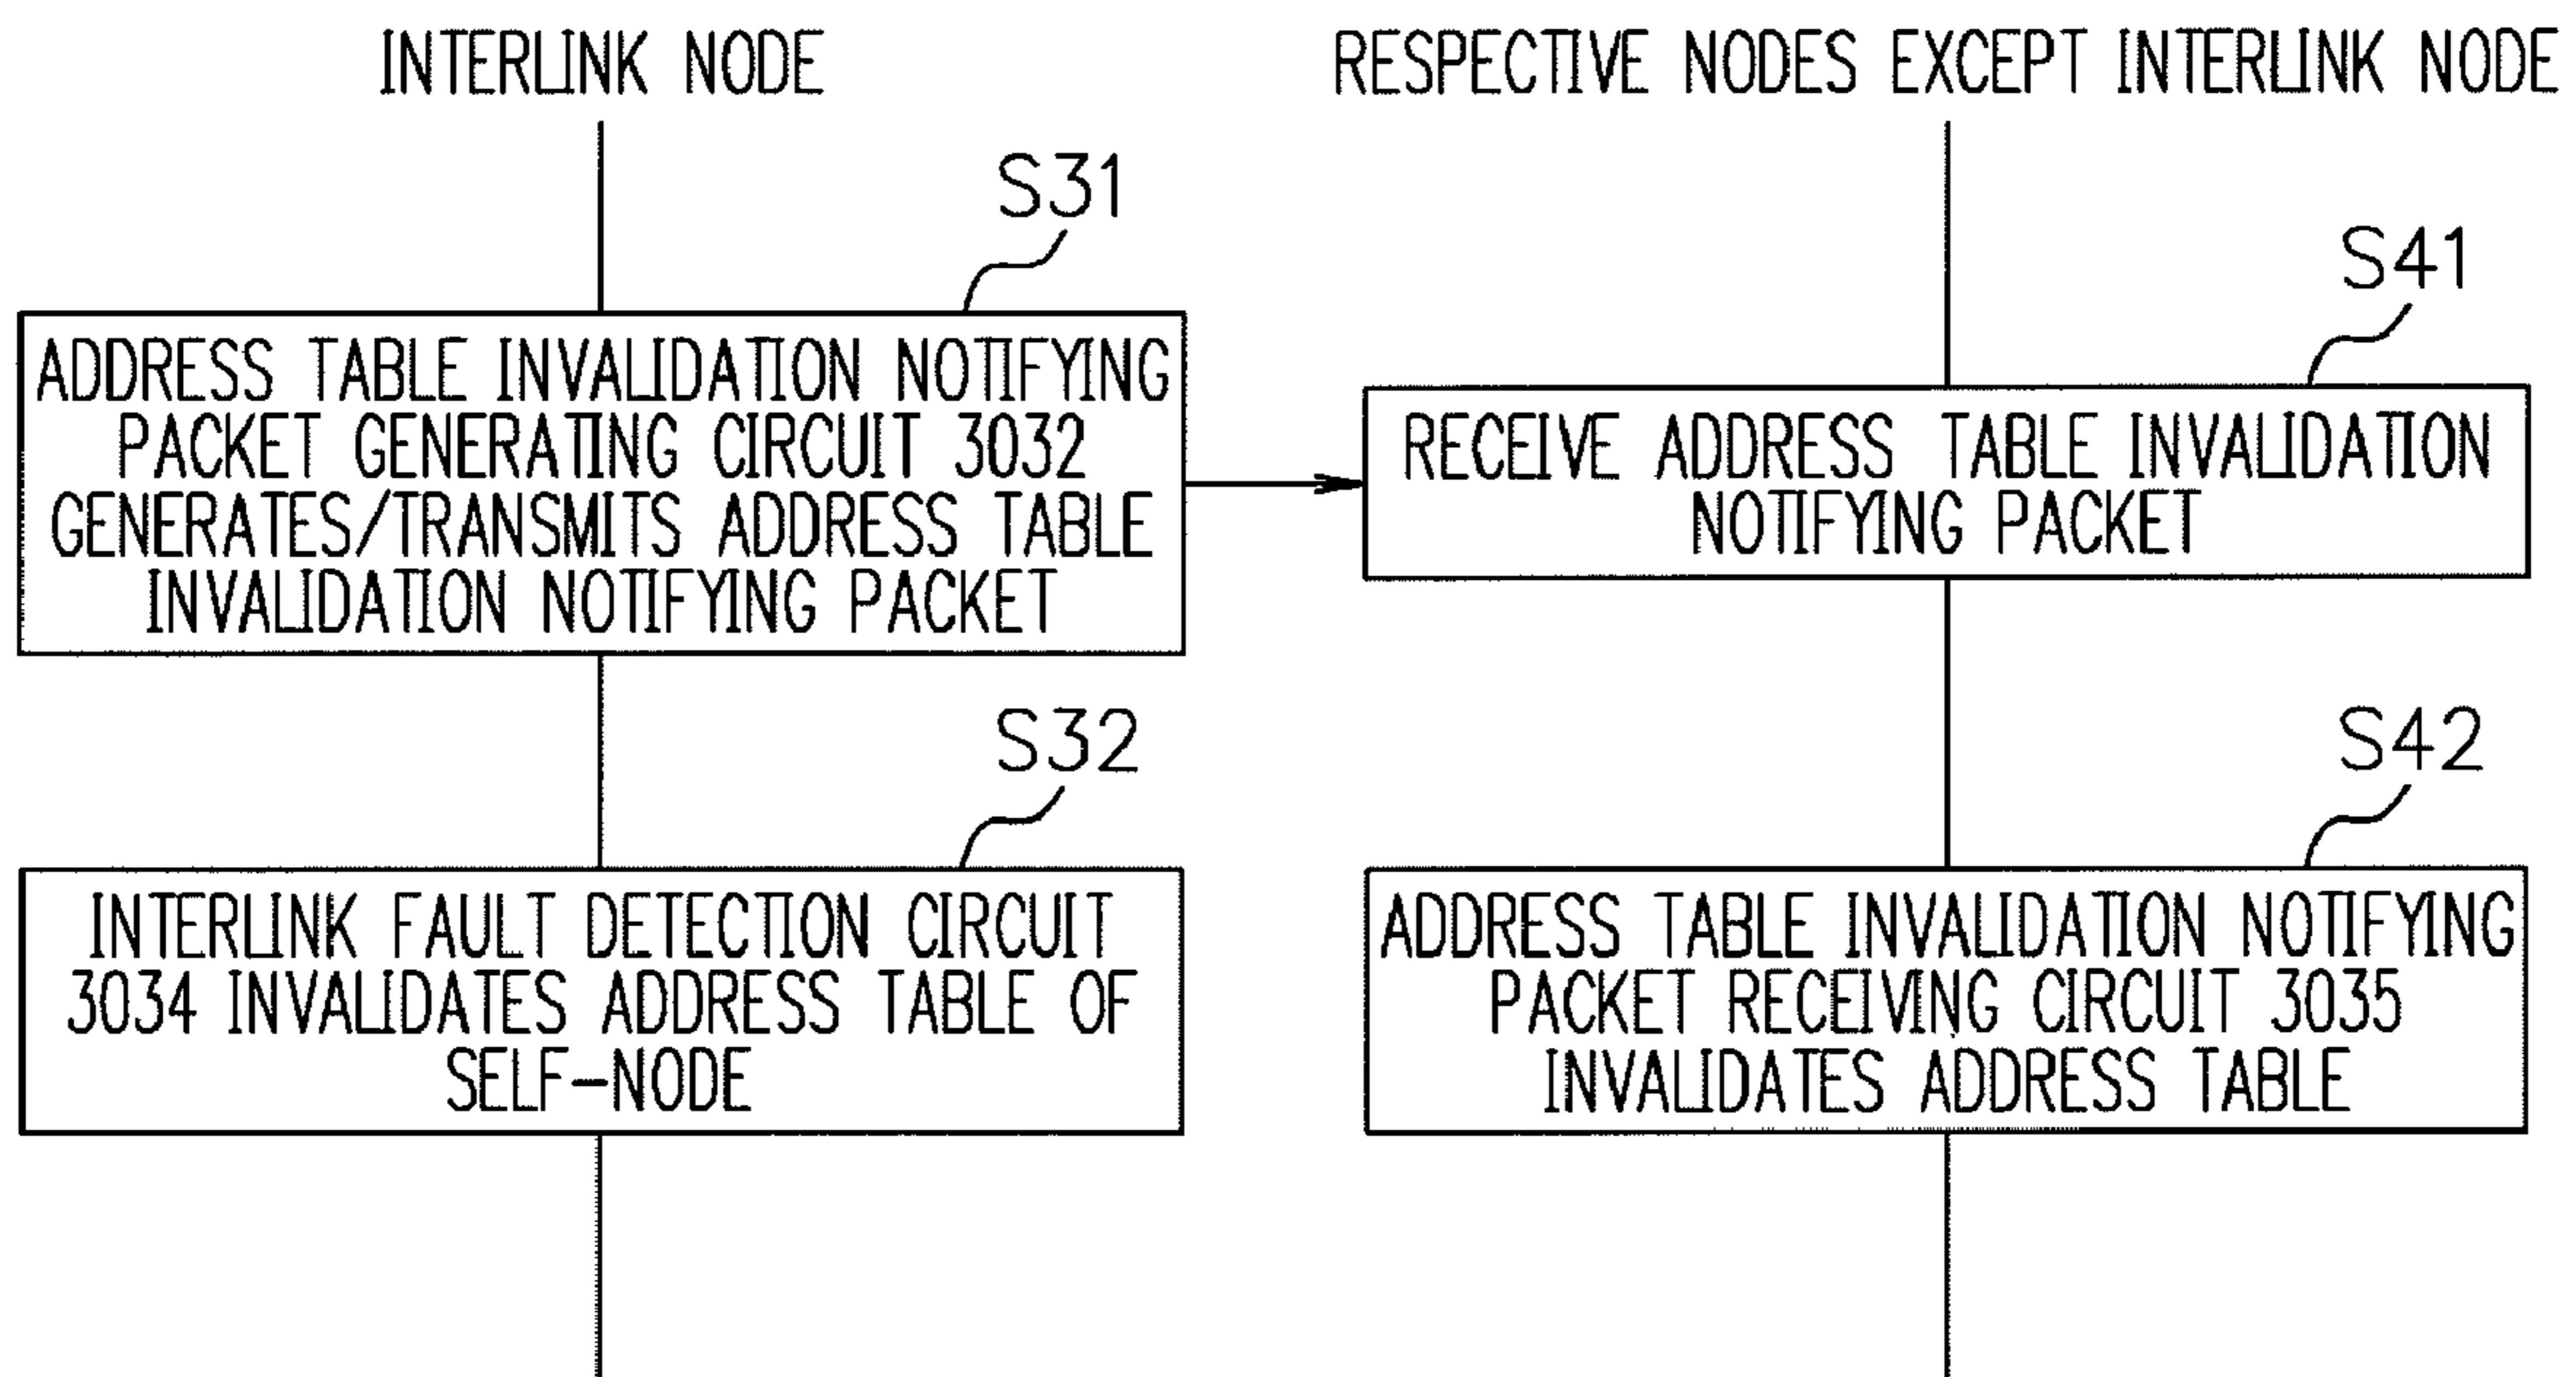 INTERLINK NODE
RESPECTIVE NODES EXCEPT INTERLINK NODE
S31
ADDRESS TABLE INVALIDATION NOTIFYING
PACKET GENERATING CIRCUIT 3032
GENERATES/TRANSMITS ADDRESS TABLE
INVALIDATION NOTIFYING PACKET
S41
RECEIVE ADDRESS TABLE INVALIDATION
NOTIFYING PACKET
S32
INTERLINK FAULT DETECTION CIRCUIT
3034 INVALIDATES ADDRESS TABLE OF
SELF-NODE
S42
ADDRESS TABLE INVALIDATION NOTIFYING
PACKET RECEIVING CIRCUIT 3035
INVALIDATES ADDRESS TABLE